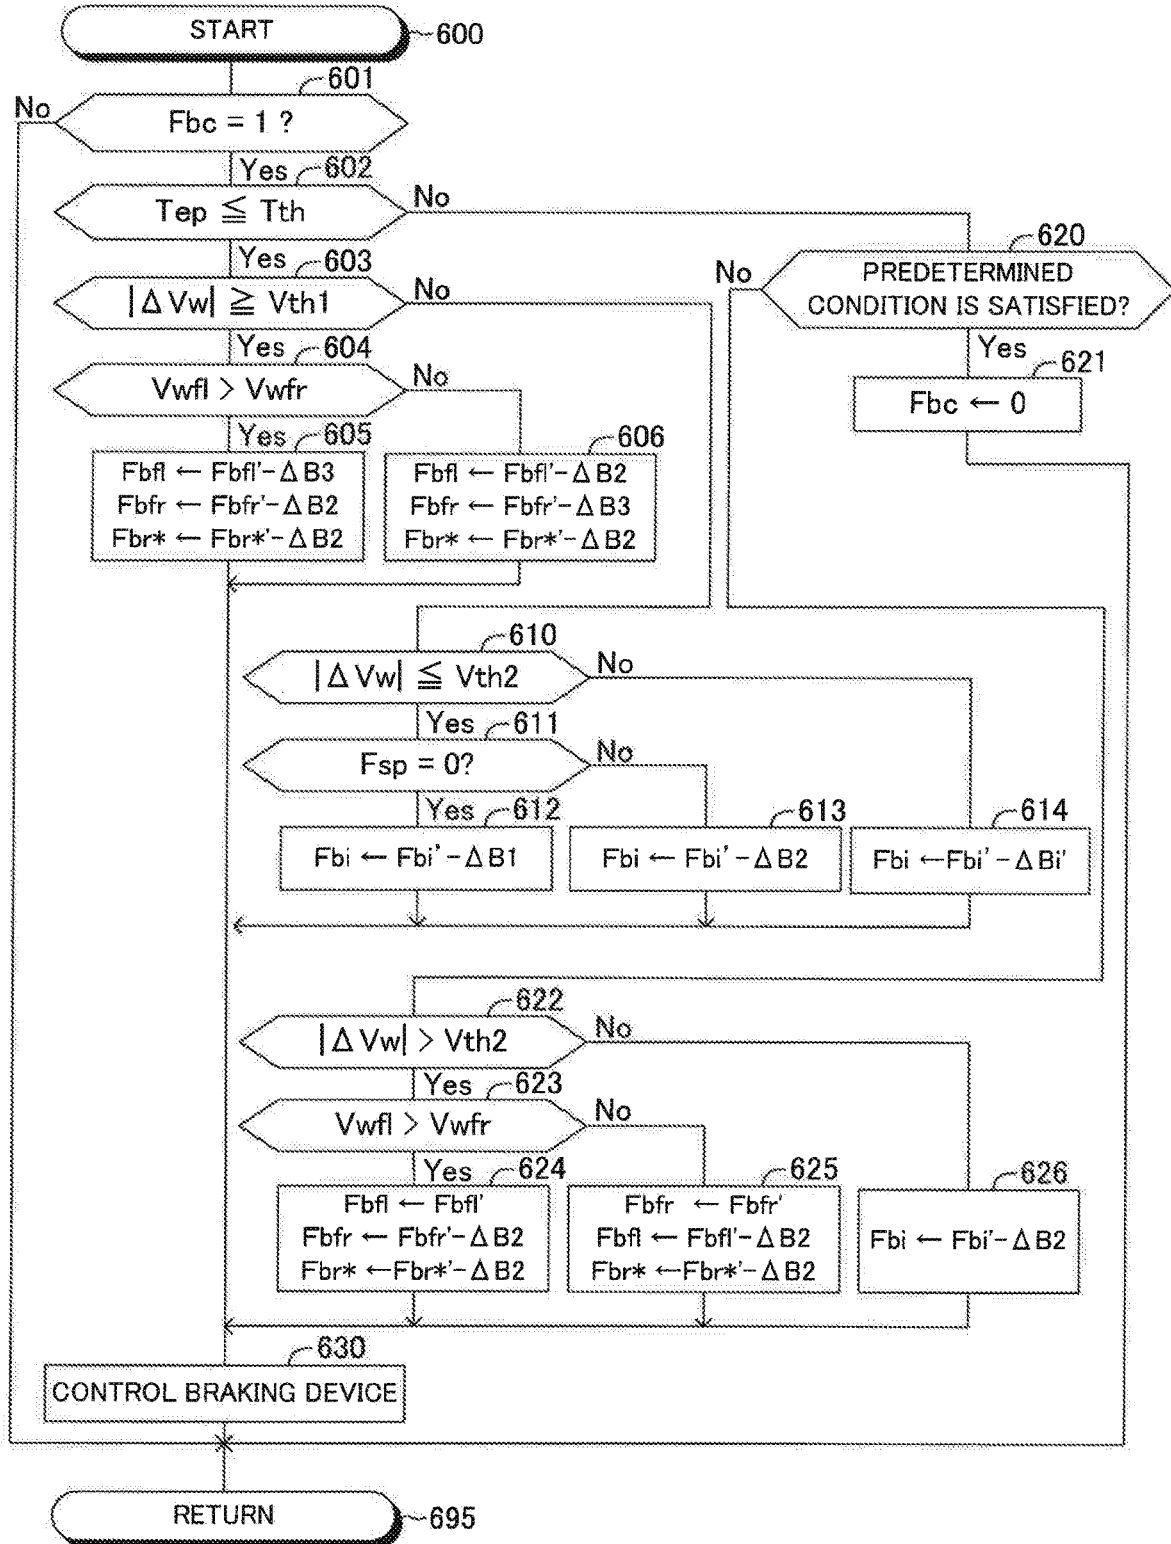 START
600
601
No
Fbc = 1 ?
Yes
602
Tep ≦ Tth
No
Yes
603
|ΔVw| ≧ Vth1
No
Yes
604
Vwfl > Vwfr
No
Yes
605
Fbfl ← Fbfl'-ΔB3
Fbfr ← Fbfr'-ΔB2
Fbr* ← Fbr*'-ΔB2
606
Fbfl ← Fbfl'-ΔB2
Fbfr ← Fbfr'-ΔB3
Fbr* ← Fbr*'-ΔB2
620
No
PREDETERMINED
CONDITION IS SATISFIED?
Yes
621
Fbc ← 0
610
|ΔVw| ≦ Vth2
No
Yes
611
Fsp = 0?
No
Yes
612
Fbi ← Fbi'-ΔB1
613
Fbi ← Fbi'-ΔB2
614
Fbi ←Fbi'-ΔBi'
622
|ΔVw| > Vth2
No
Yes
623
Vwfl > Vwfr
No
Yes
624
Fbfl ← Fbfl'
Fbfr ← Fbfr'-ΔB2
Fbr* ←Fbr*'-ΔB2
625
Fbfr ← Fbfr'
Fbfl ← Fbfl'-ΔB2
Fbr* ←Fbr*'-ΔB2
626
Fbi ← Fbi'-ΔB2
630
CONTROL BRAKING DEVICE
RETURN
695